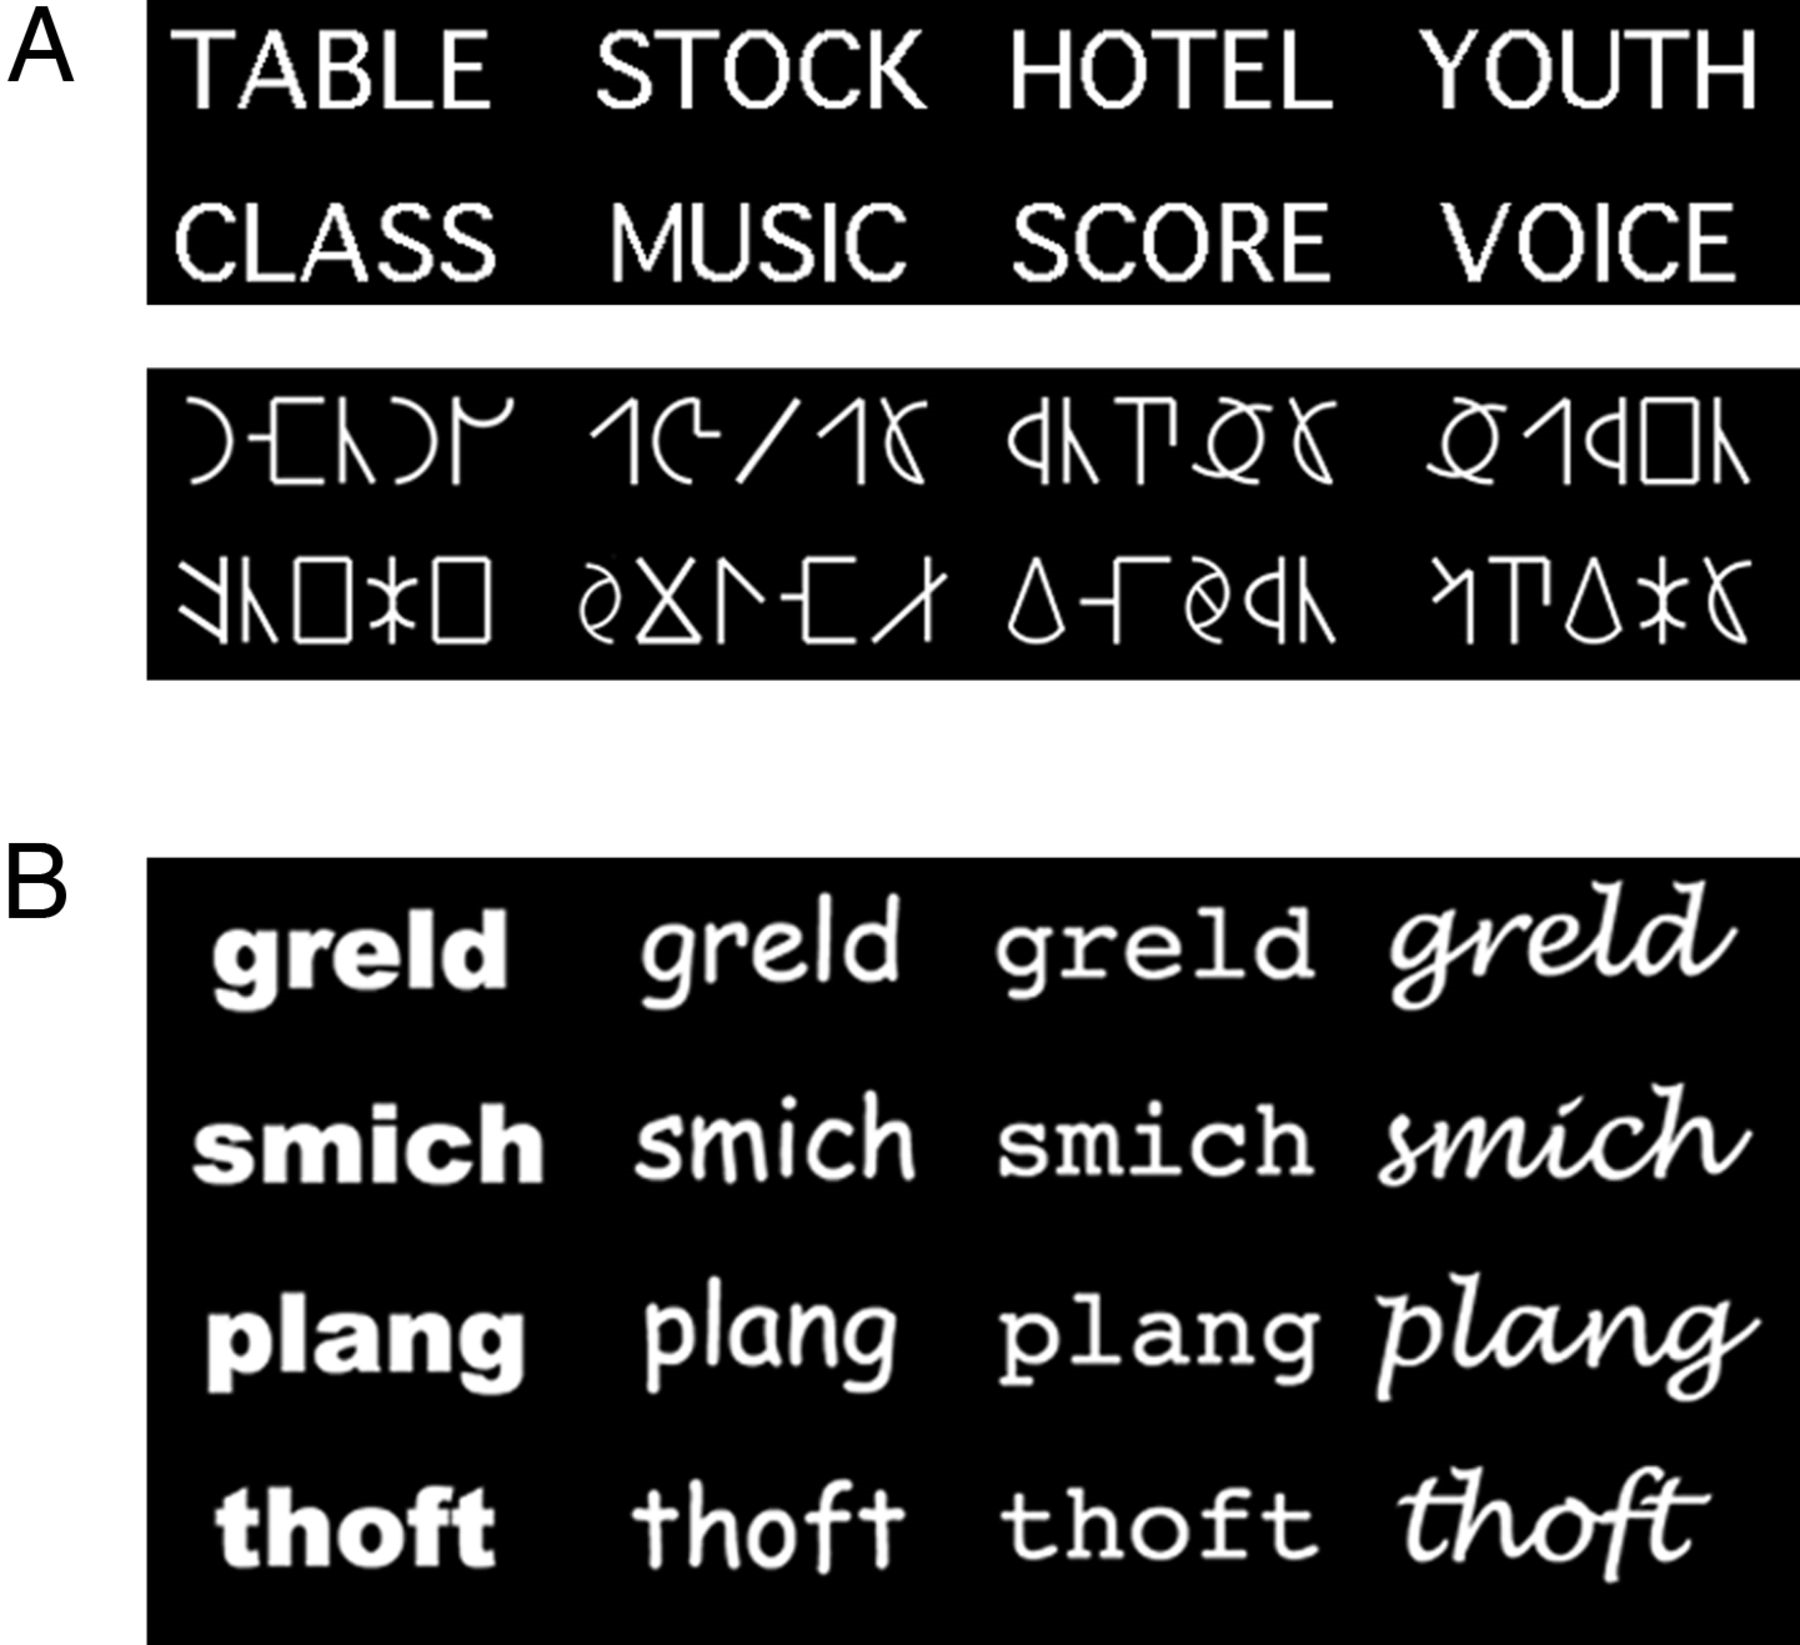 A
TABLE STOCK HOTEL YOUTH
CLASS MUSIC SCORE VOICE
B
greld greld greld greld
smich smich smich smich
plang plang plang plang
thoft thoft thoft thoft